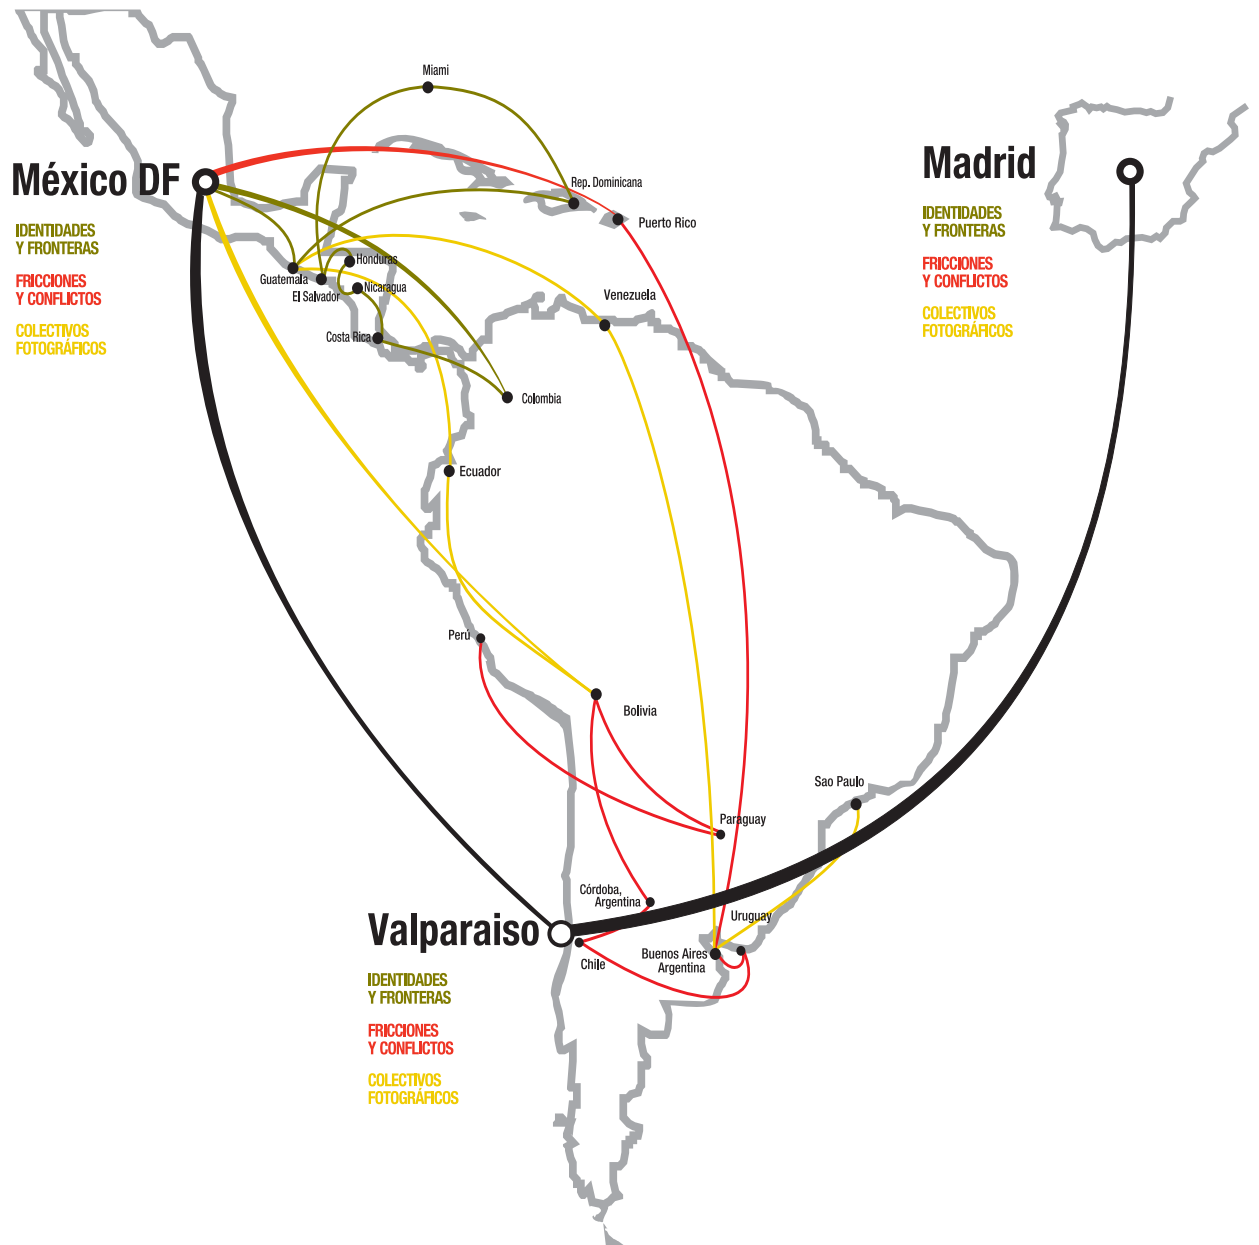 Miami
México DF
IDENTIDADES
Y FRONTERAS
FRICCIONES
Y CONFLICTOS
COLECTIVOS
FOTOGRÁFICOS
Madrid
IDENTIDADES
Y FRONTERAS
FRICCIONES
Y CONFLICTOS
COLECTIVOS
FOTOGRÁFICOS
Rep. Dominicana
Puerto Rico
Honduras
Guatemala
Nicaragua
El Salvador
Venezuela
Costa Rica
Colombia
Ecuador
Perú
Bolivia
Sao Paulo
Paraguay
Córdoba,
Argentina
Uruguay
Valparaiso
Buenos Aires
Argentina
Chile
IDENTIDADES
Y FRONTERAS
FRICCIONES
Y CONFLICTOS
COLECTIVOS
FOTOGRÁFICOS